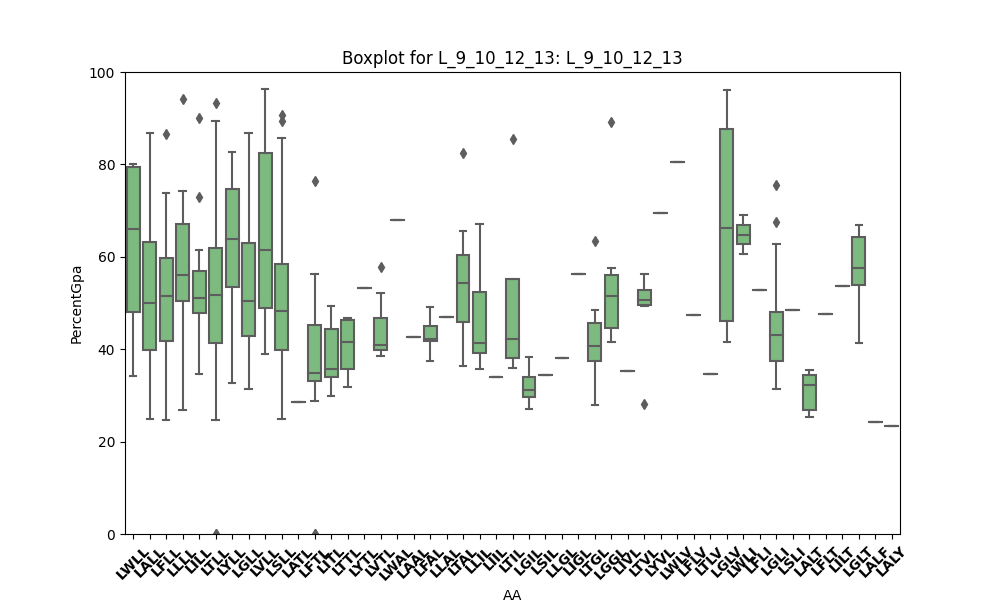 Boxplot for L_9_10_12_13: L_9_10_12_13
PercentGpa
100
80
60
40
20
0
LWLL
LALL
LFLL
LLLL
LILL
LTLL
LYLL
LGLL
LVLL
LSLL
LATL
LFTL
LITL
LTTL
LYTL
LVTL
LWAL
LAAL
LFAL
LLAL
LTAL
LLIL
LIIL
LTIL
LGIL
LSIL
LLGL
LIGL
LTGL
LGGL
LIVL
LTVL
LYVL
LWLV
LFLV
LTLV
LGLV
LWLI
LFLI
LGLI
LSLI
LALT
LFLT
LILT
LGLT
LALF
LALY
AA